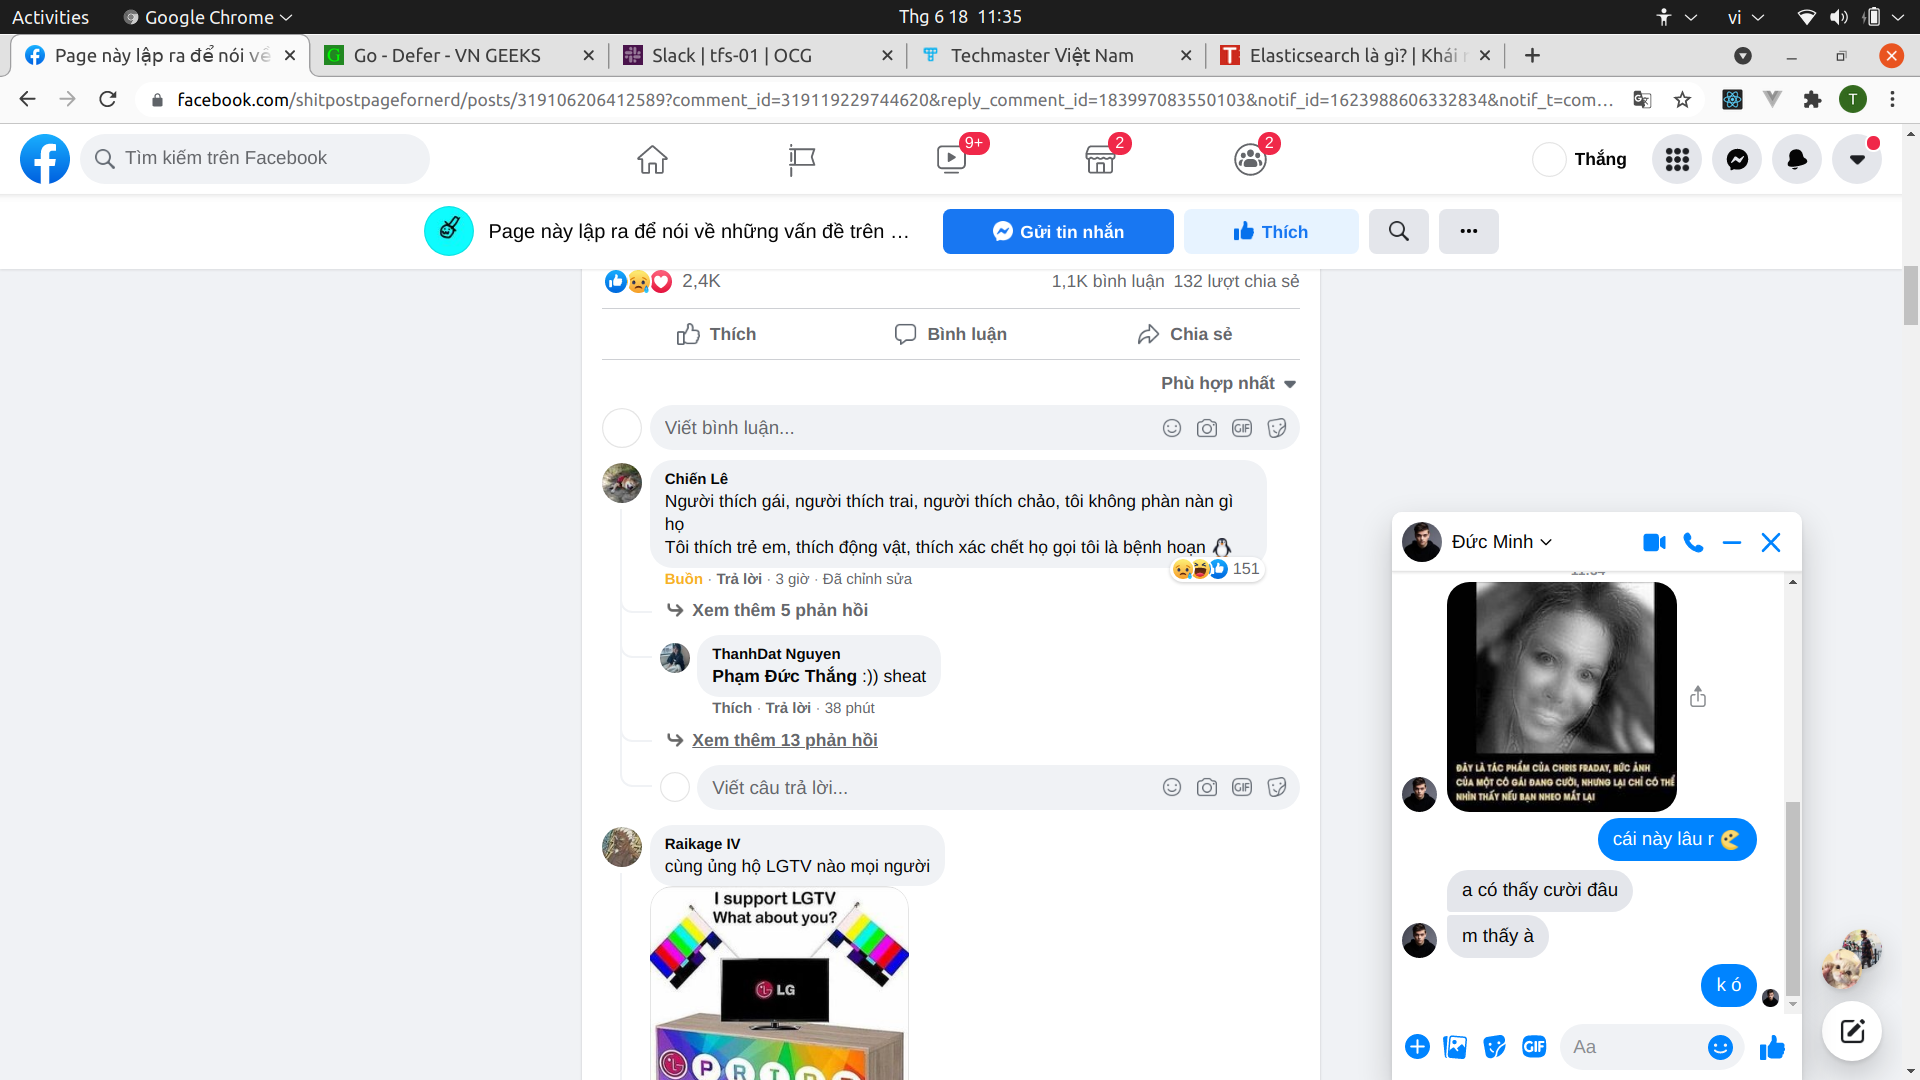 Activities
Google Chrome
Thg 6 18 11:35
vi
Page này lập ra để nói về
Go - Defer - VN GEEKS
Slack | tfs-01 | OCG
Techmaster Việt Nam
Elasticsearch là gì? | Khái
facebook.com/shitpostpagefornerd/posts/319106206412589?comment_id=319119229744620&reply_comment_id=183997083550103&notif_id=1623988606332834&notif_t=com...
T
Tìm kiếm trên Facebook
9+
2
2
Thắng
Page này lập ra để nói về những vấn đề trên ...
Gửi tin nhắn
Thích
2,4K
1,1K bình luận 132 lượt chia sẻ
Thích
Bình luận
Chia sẻ
Phù hợp nhất
Viết bình luận...
GIF
Chiến Lê
Người thích gái, người thích trai, người thích chảo, tôi không phàn nàn gì
họ
Tôi thích trẻ em, thích động vật, thích xác chết họ gọi tôi là bệnh hoạn
151
Buồn · Trả lời · 3 giờ · Đã chỉnh sửa
Xem thêm 5 phản hồi
ThanhDat Nguyen
Phạm Đức Thắng :)) sheat
Thích · Trả lời · 38 phút
Xem thêm 13 phản hồi
Viết câu trả lời...
GIF
Raikage IV
cùng ủng hộ LGTV nào mọi người
I support LGTV
What about you?
LG
PRIDE
Đức Minh
11:34
ĐÂY LÀ TÁC PHẨM CỦA CHRIS FRADAY, BỨC ẢNH
CỦA MỘT CÔ GÁI ĐANG CƯỜI, NHƯNG LẠI CHỈ CÓ THỂ
NHÌN THẤY NẾU BẠN NHEO MẮT LẠI
cái này lâu r
a có thấy cười đâu
m thấy à
k ó
GIF
Aa